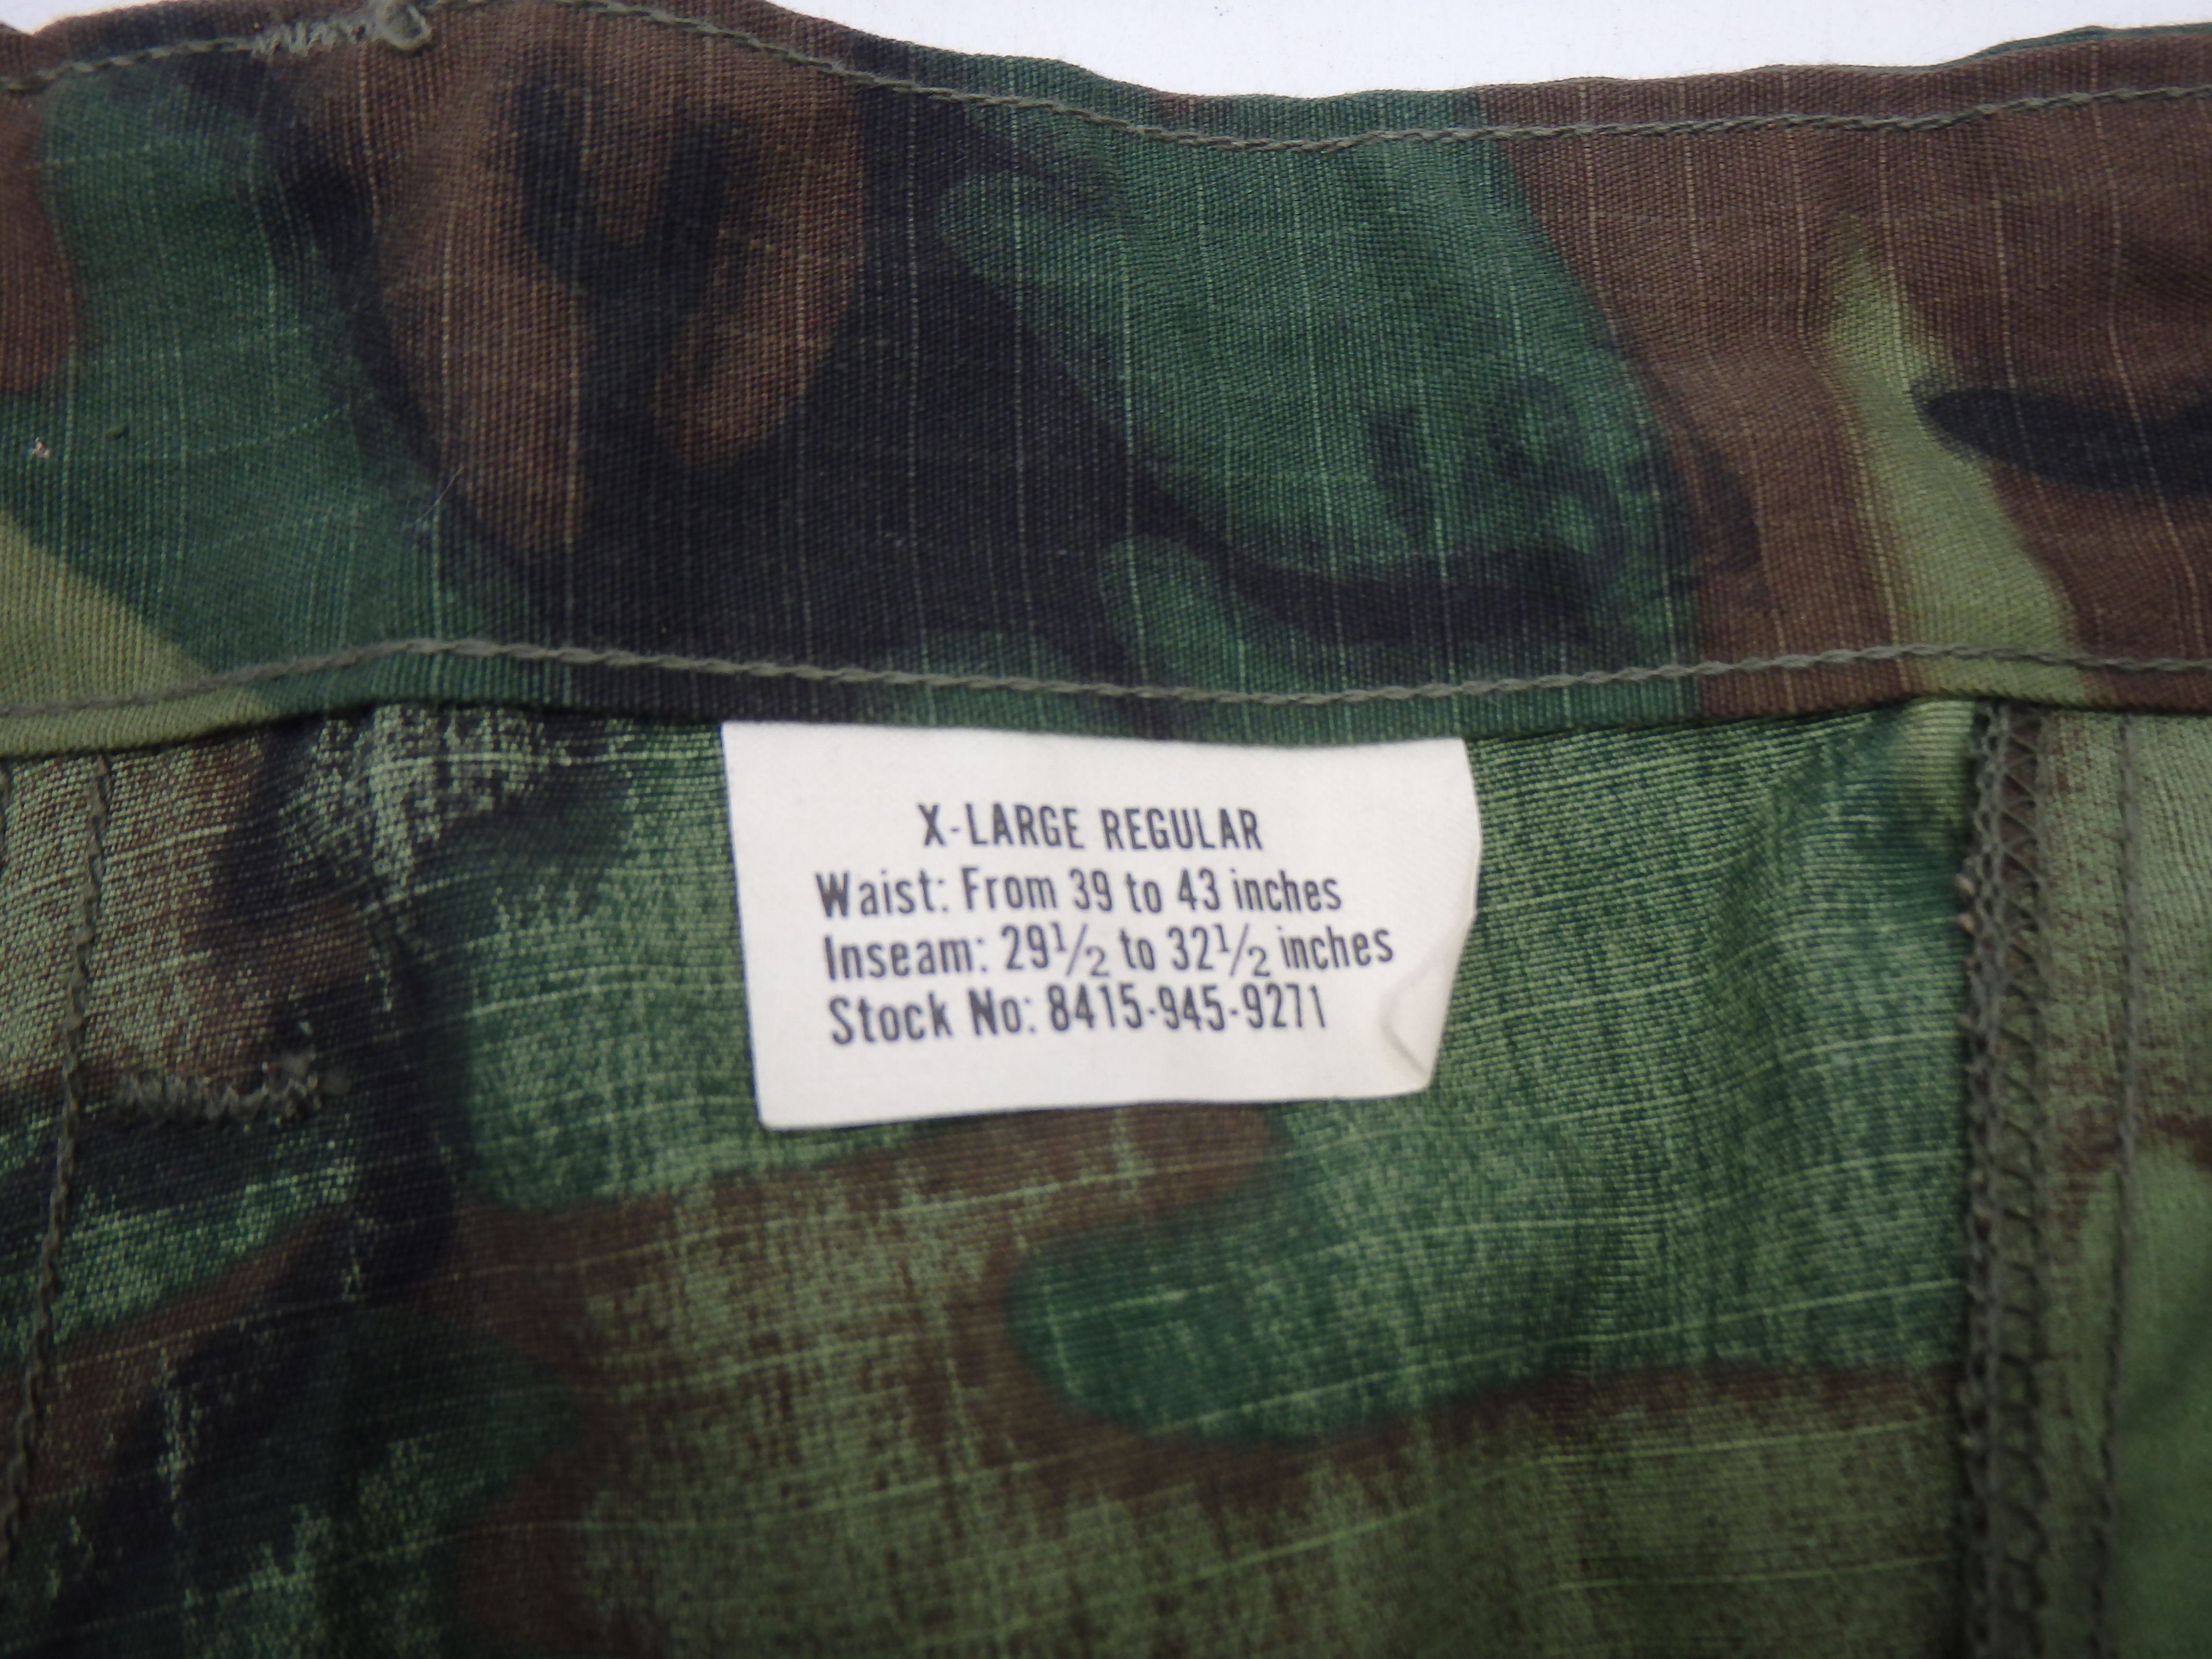 X-LARGE REGULAR
Waist: From 39 to 43 inches
Inseam: 29½ to 32½ inches
Stock No: 8415-945-9271